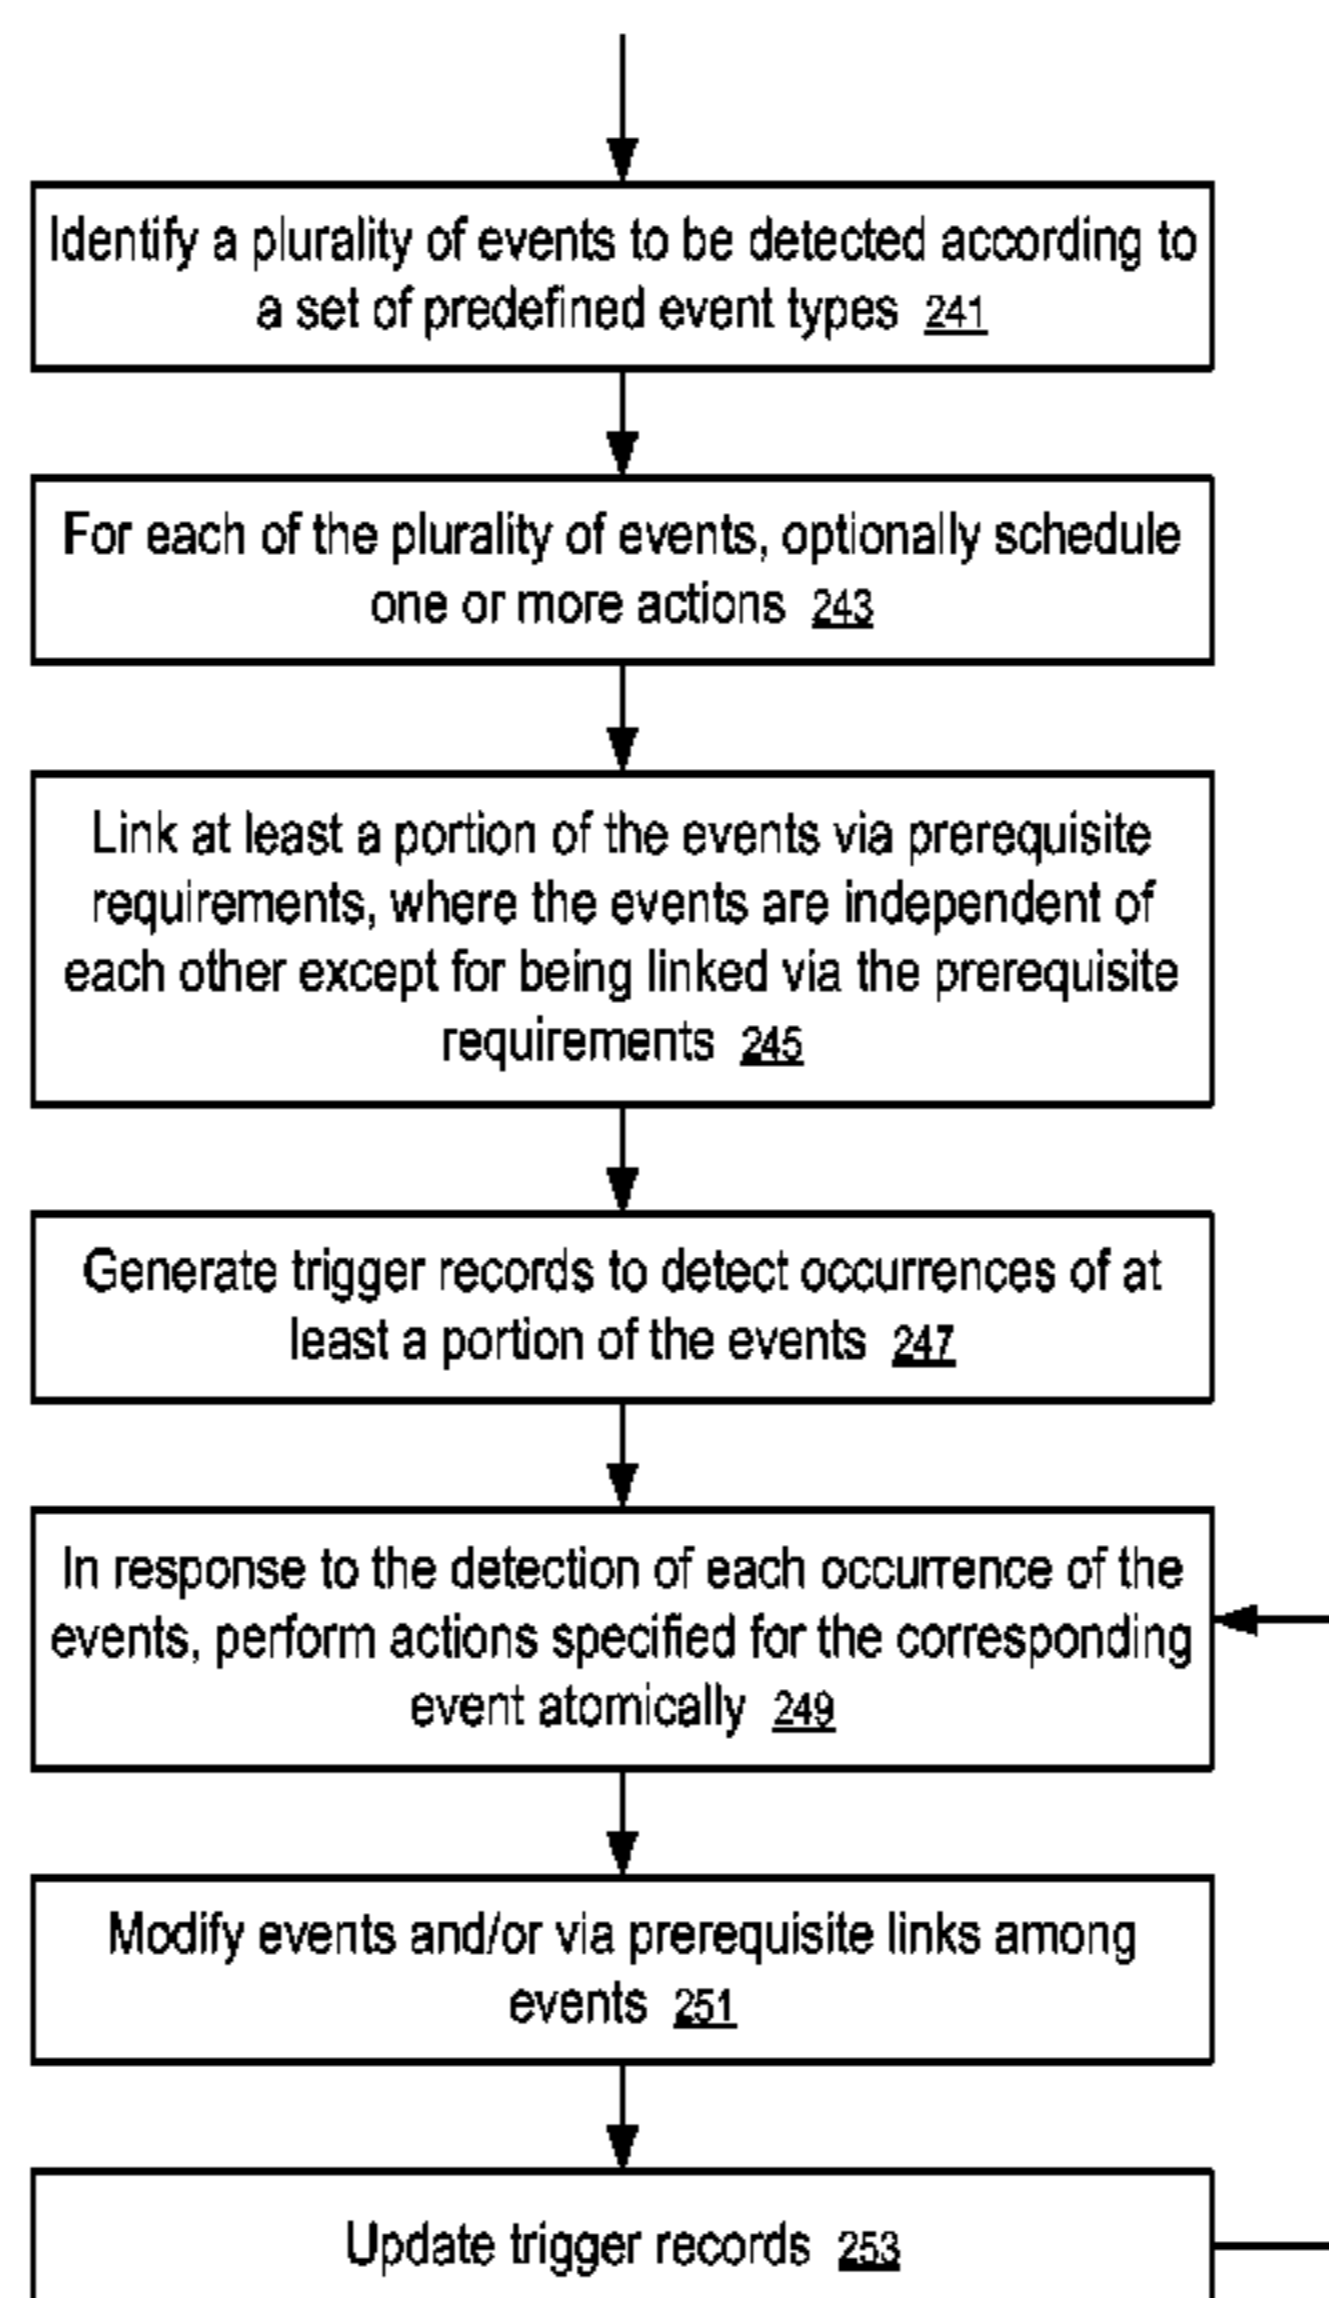 Identify a plurality of events to be detected according to
a set of predefined event types 241
For each of the plurality of events, optionally schedule
one or more actions 243
Link at least a portion of the events via prerequisite
requirements, where the events are independent of
each other except for being linked via the prerequisite
requirements 245
Generate trigger records to detect occurrences of at
least a portion of the events 247
In response to the detection of each occurrence of the
events, perform actions specified for the corresponding
event atomically 249
Modify events and/or via prerequisite links among
events 251
Update trigger records 253